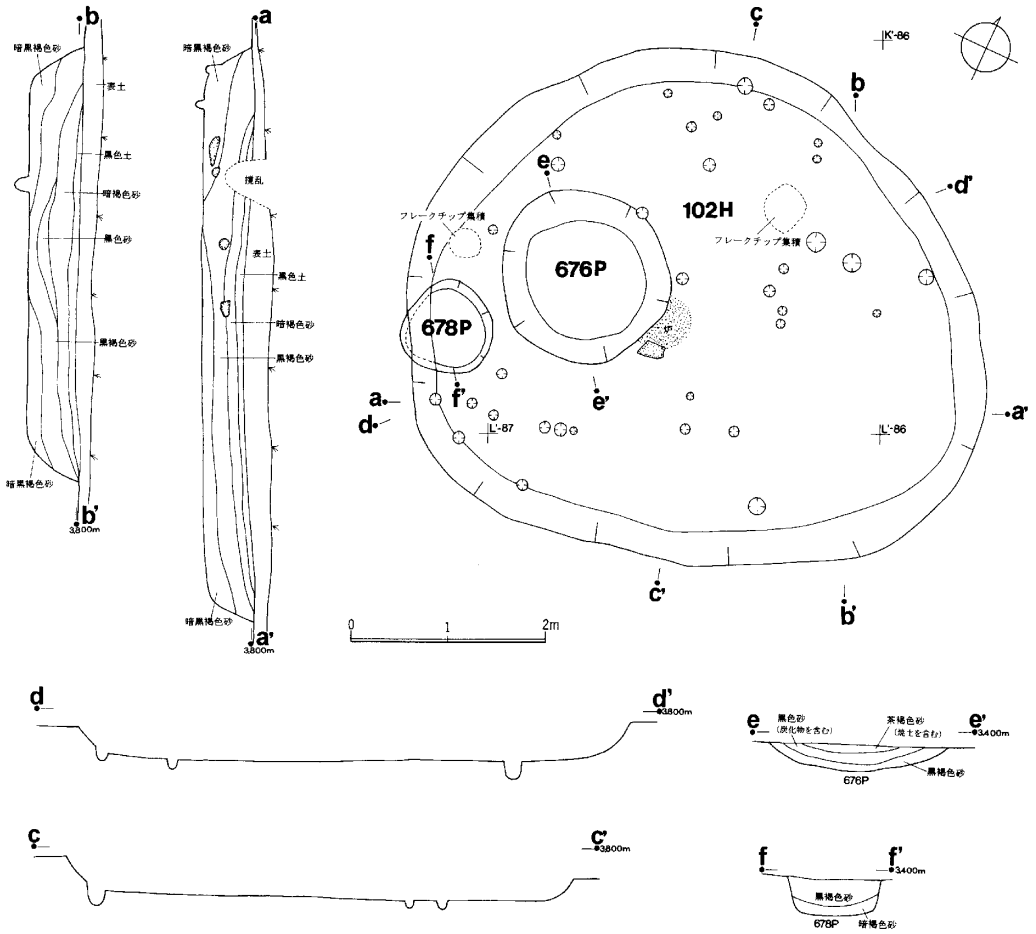 b
暗黒褐色砂
表土
黒色土
暗褐色砂
黒色砂
黒褐色砂
暗黒褐色砂
b'
3,800m
a
暗黒褐色砂
攪乱
表土
黒色土
暗褐色砂
黒褐色砂
暗黒褐色砂
a'
3,800m
c
K'-86
b
d'
e
102H
フレークチップ集積
フレークチップ集積
f
676P
678P
5
a
d
f'
e'
L'-87
L'-86
a'
c'
b'
0 1 2m
d
d'
3,800m
c
c'
3,800m
e
黒色砂
(炭化物を含む)
茶褐色砂
(焼土を含む)
e'
3,400m
黒褐色砂
676P
f
f'
3,400m
黒褐色砂
678P
暗褐色砂